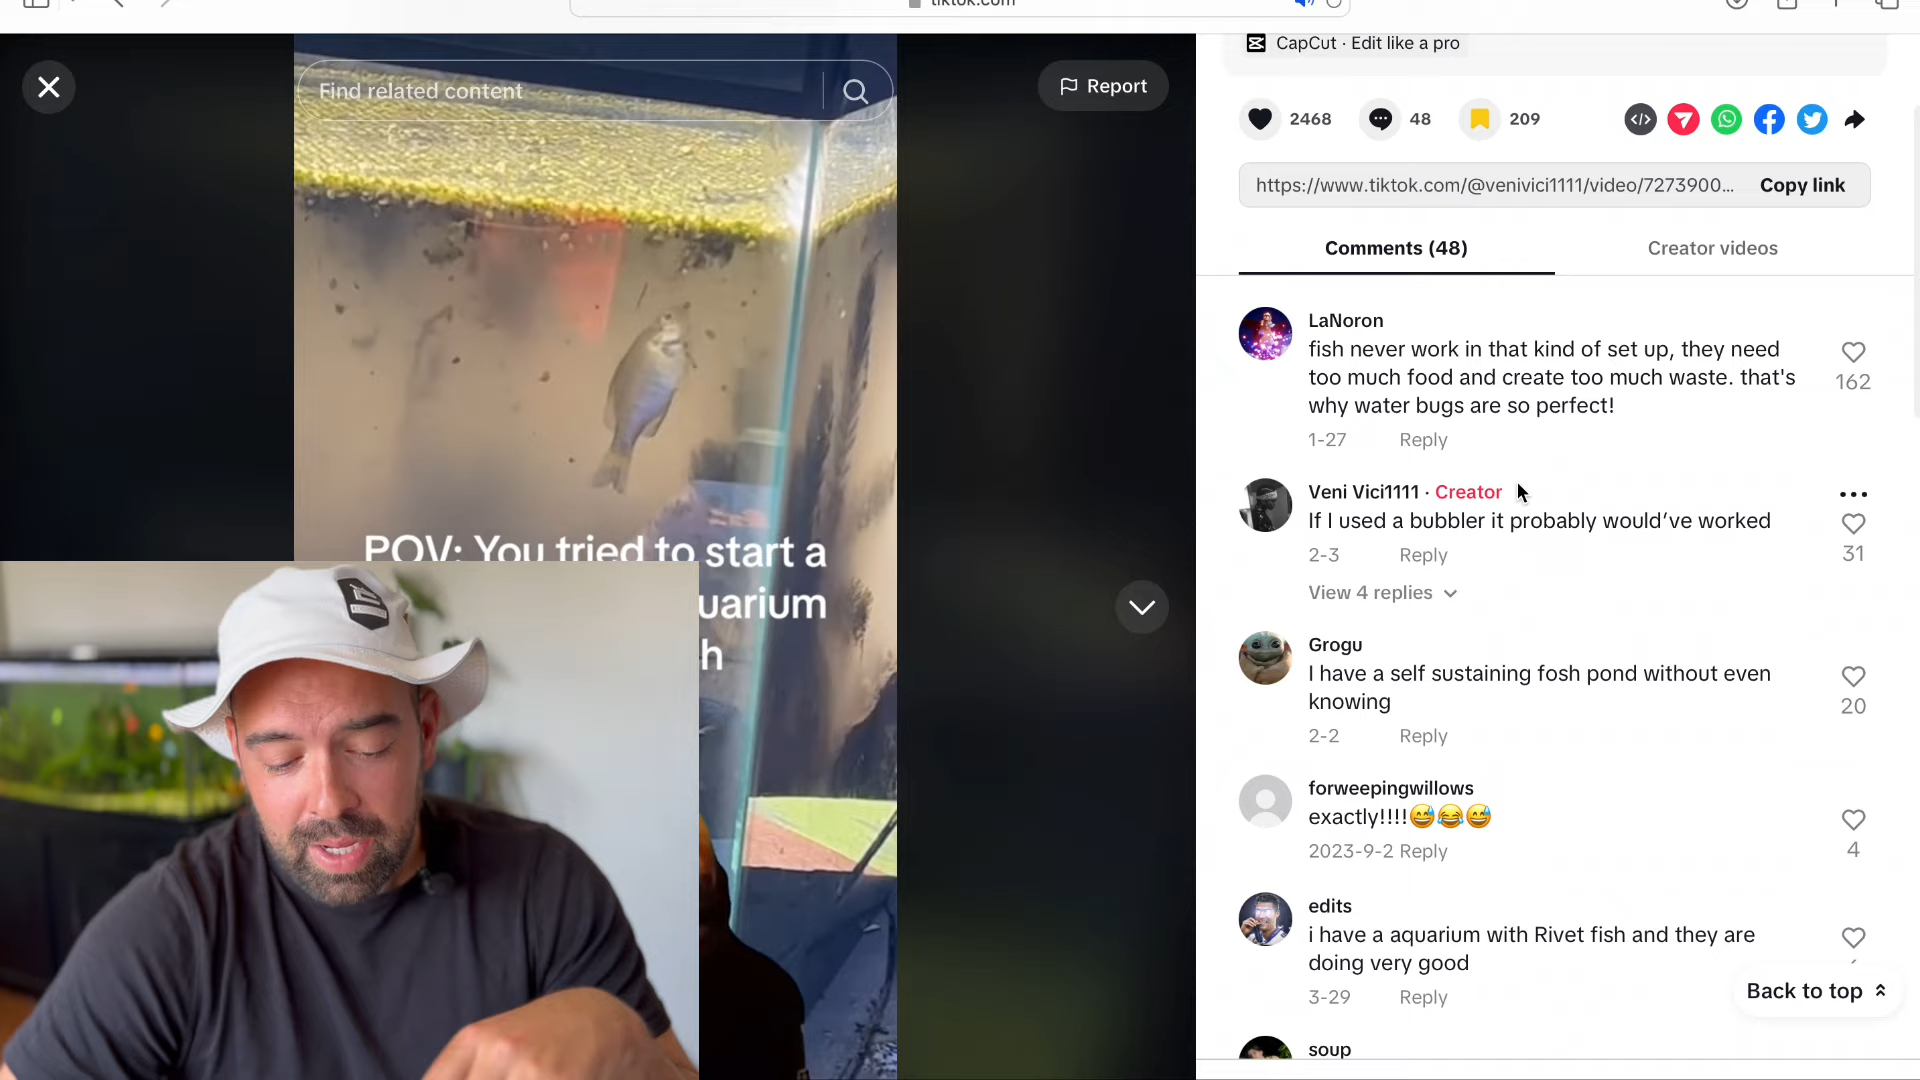 CapCut · Edit like a pro
Find related content
Report
2468
48
209
https://www.tiktok.com/@venivici1111/video/7273900...
Copy link
Comments (48)
Creator videos
LaNoron
fish never work in that kind of set up, they need
too much food and create too much waste. that's
why water bugs are so perfect!
162
1-27
Reply
Veni Vici1111 · Creator
If I used a bubbler it probably would've worked
31
2-3
Reply
View 4 replies
Grogu
I have a self sustaining fosh pond without even
knowing
20
2-2
Reply
forweepingwillows
exactly!!!!😅😂😅
4
2023-9-2 Reply
edits
i have a aquarium with Rivet fish and they are
doing very good
3-29
Reply
Back to top
soup
POV: You tried to start a
uarium
h